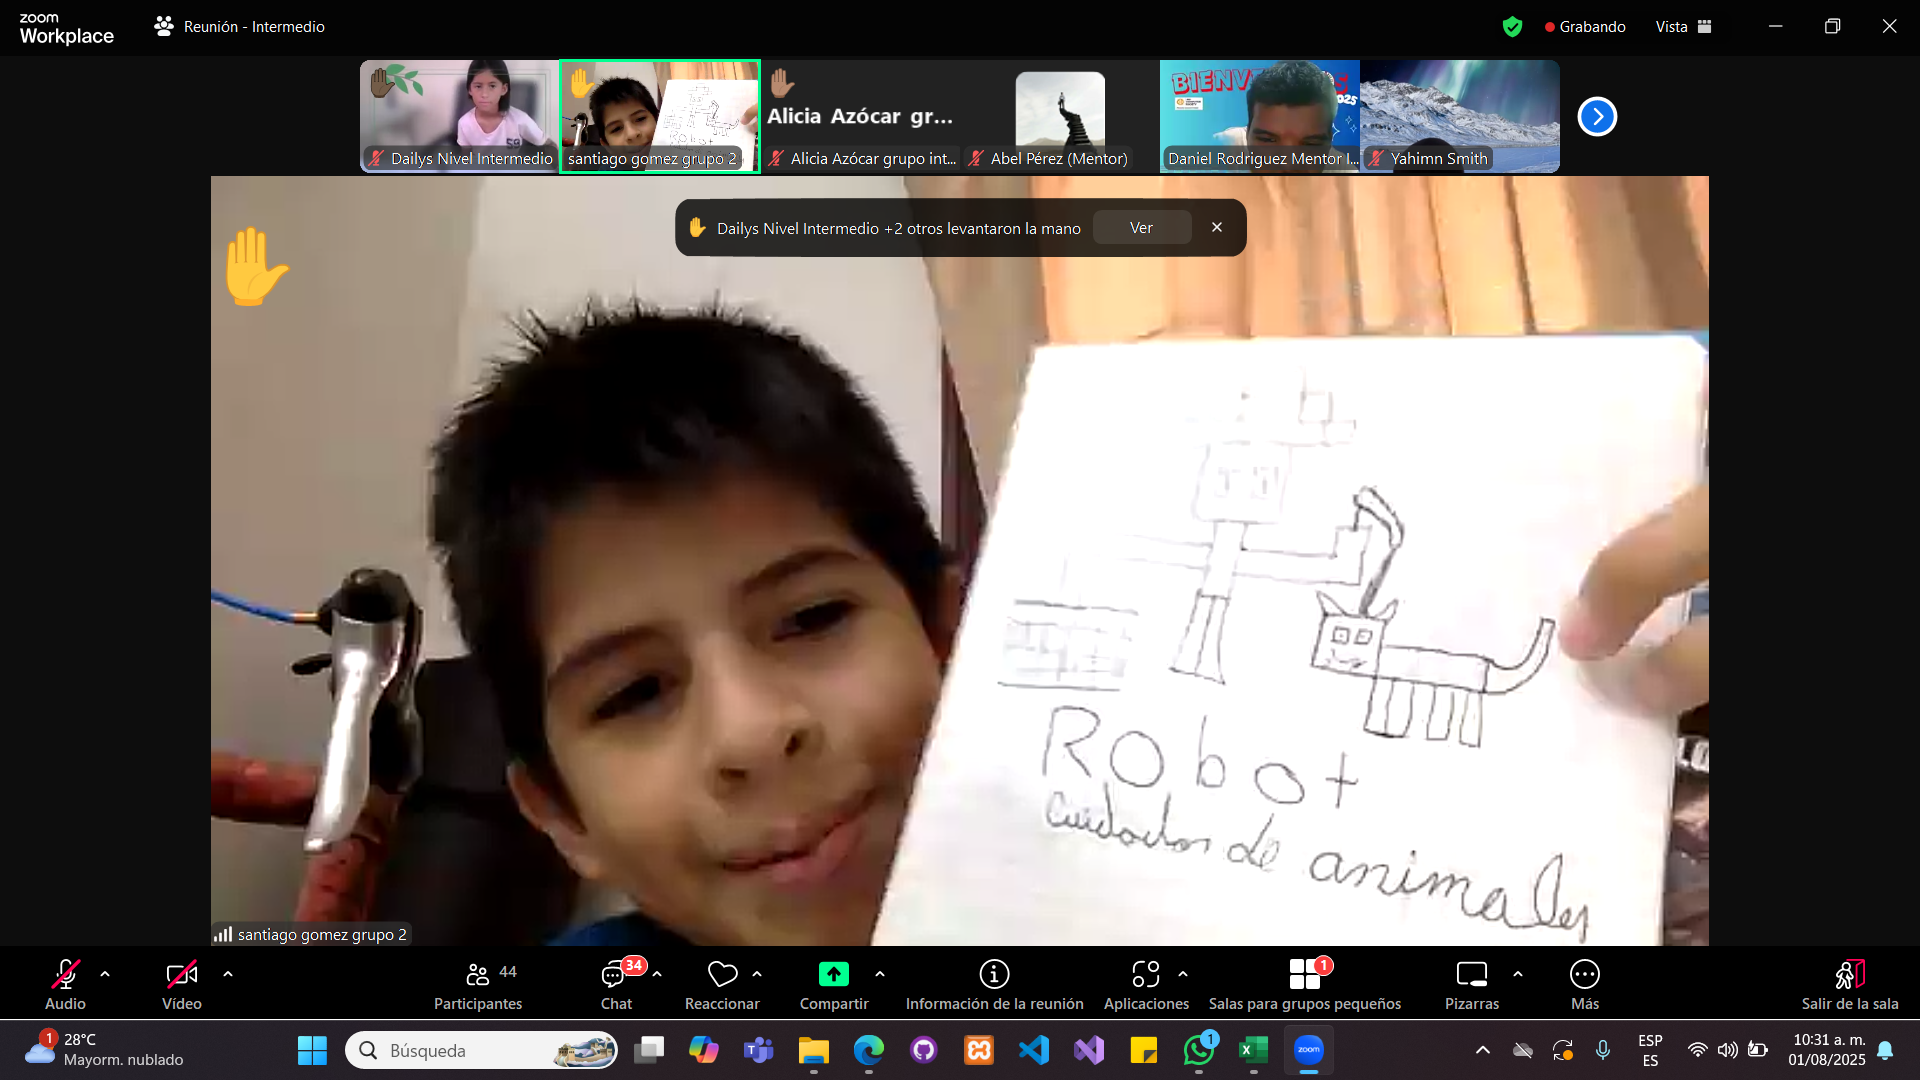 zoom
Workplace
Reunión - Intermedio
Grabando
Vista
BIENV
2025
Alicia Azócar gr...
Dailys Nivel Intermedio
santiago gomez grupo 2
Alicia Azócar grupo int...
Abel Pérez (Mentor)
Daniel Rodriguez Mentor I...
Yahimn Smith
Dailys Nivel Intermedio +2 otros levantaron la mano
Ver
Robot
Cuidador de animales
santiago gomez grupo 2
Audio
Vídeo
44
Participantes
34
Chat
Reaccionar
Compartir
Información de la reunión
Aplicaciones
1
Salas para grupos pequeños
Pizarras
Más
Salir de la sala
1
28°C
Mayorm. nublado
Búsqueda
1
zoom
ESP
ES
10:31 a. m.
01/08/2025